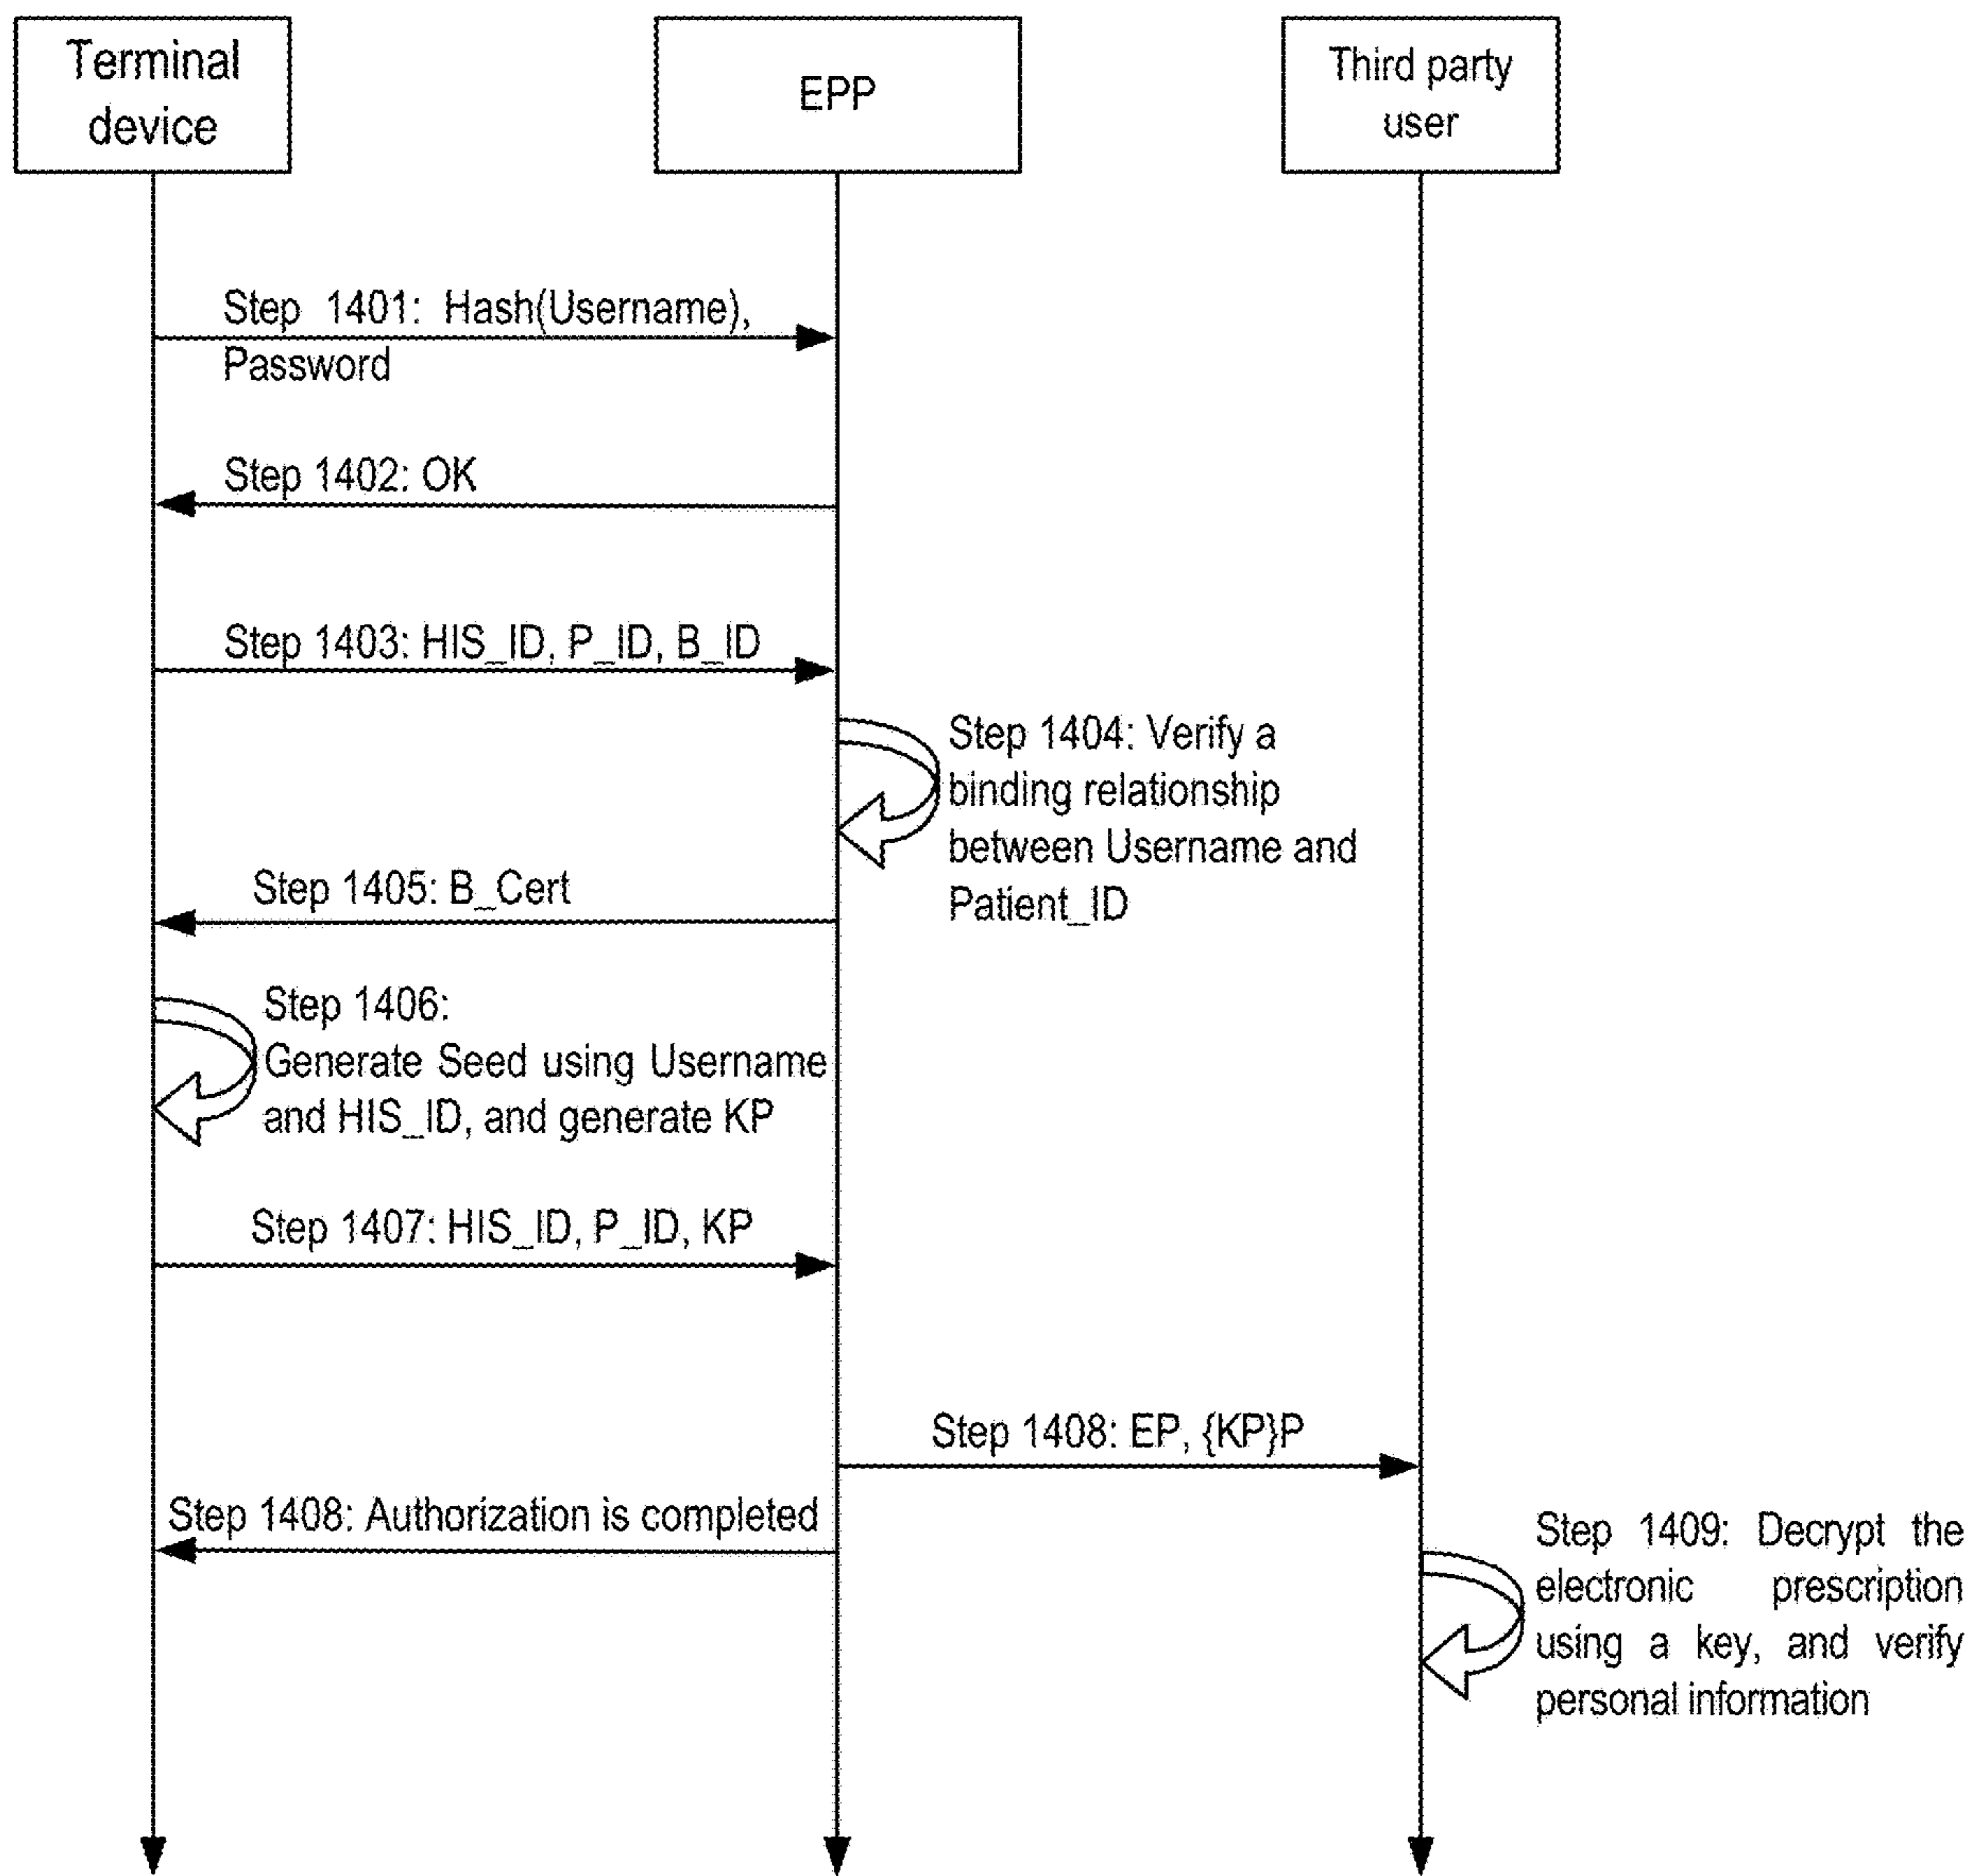 Terminal
device
EPP
Third party
user
Step 1401: Hash(Username),
Password
Step 1402: OK
Step 1403: HIS_ID, P_ID, B_ID
Step 1404: Verify a
binding relationship
between Username and
Patient_ID
Step 1405: B_Cert
Step 1406:
Generate Seed using Username
and HIS_ID, and generate KP
Step 1407: HIS_ID, P_ID, KP
Step 1408: EP, {KP}P
Step 1408: Authorization is completed
Step 1409: Decrypt the
electronic prescription
using a key, and verify
personal information